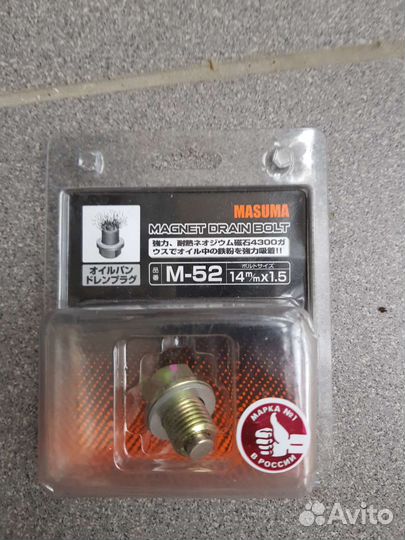 MASUMA
MAGNET DRAIN BOLT
強力、耐熱ネオジウム磁石4300ガ
ウスでオイル中の鉄粉を強力吸着!!
オイルパン
ドレンプラグ
品番
M-52
ボルトサイズ
14m/m×1.5
МАРКА №1
В РОССИИ
Avito